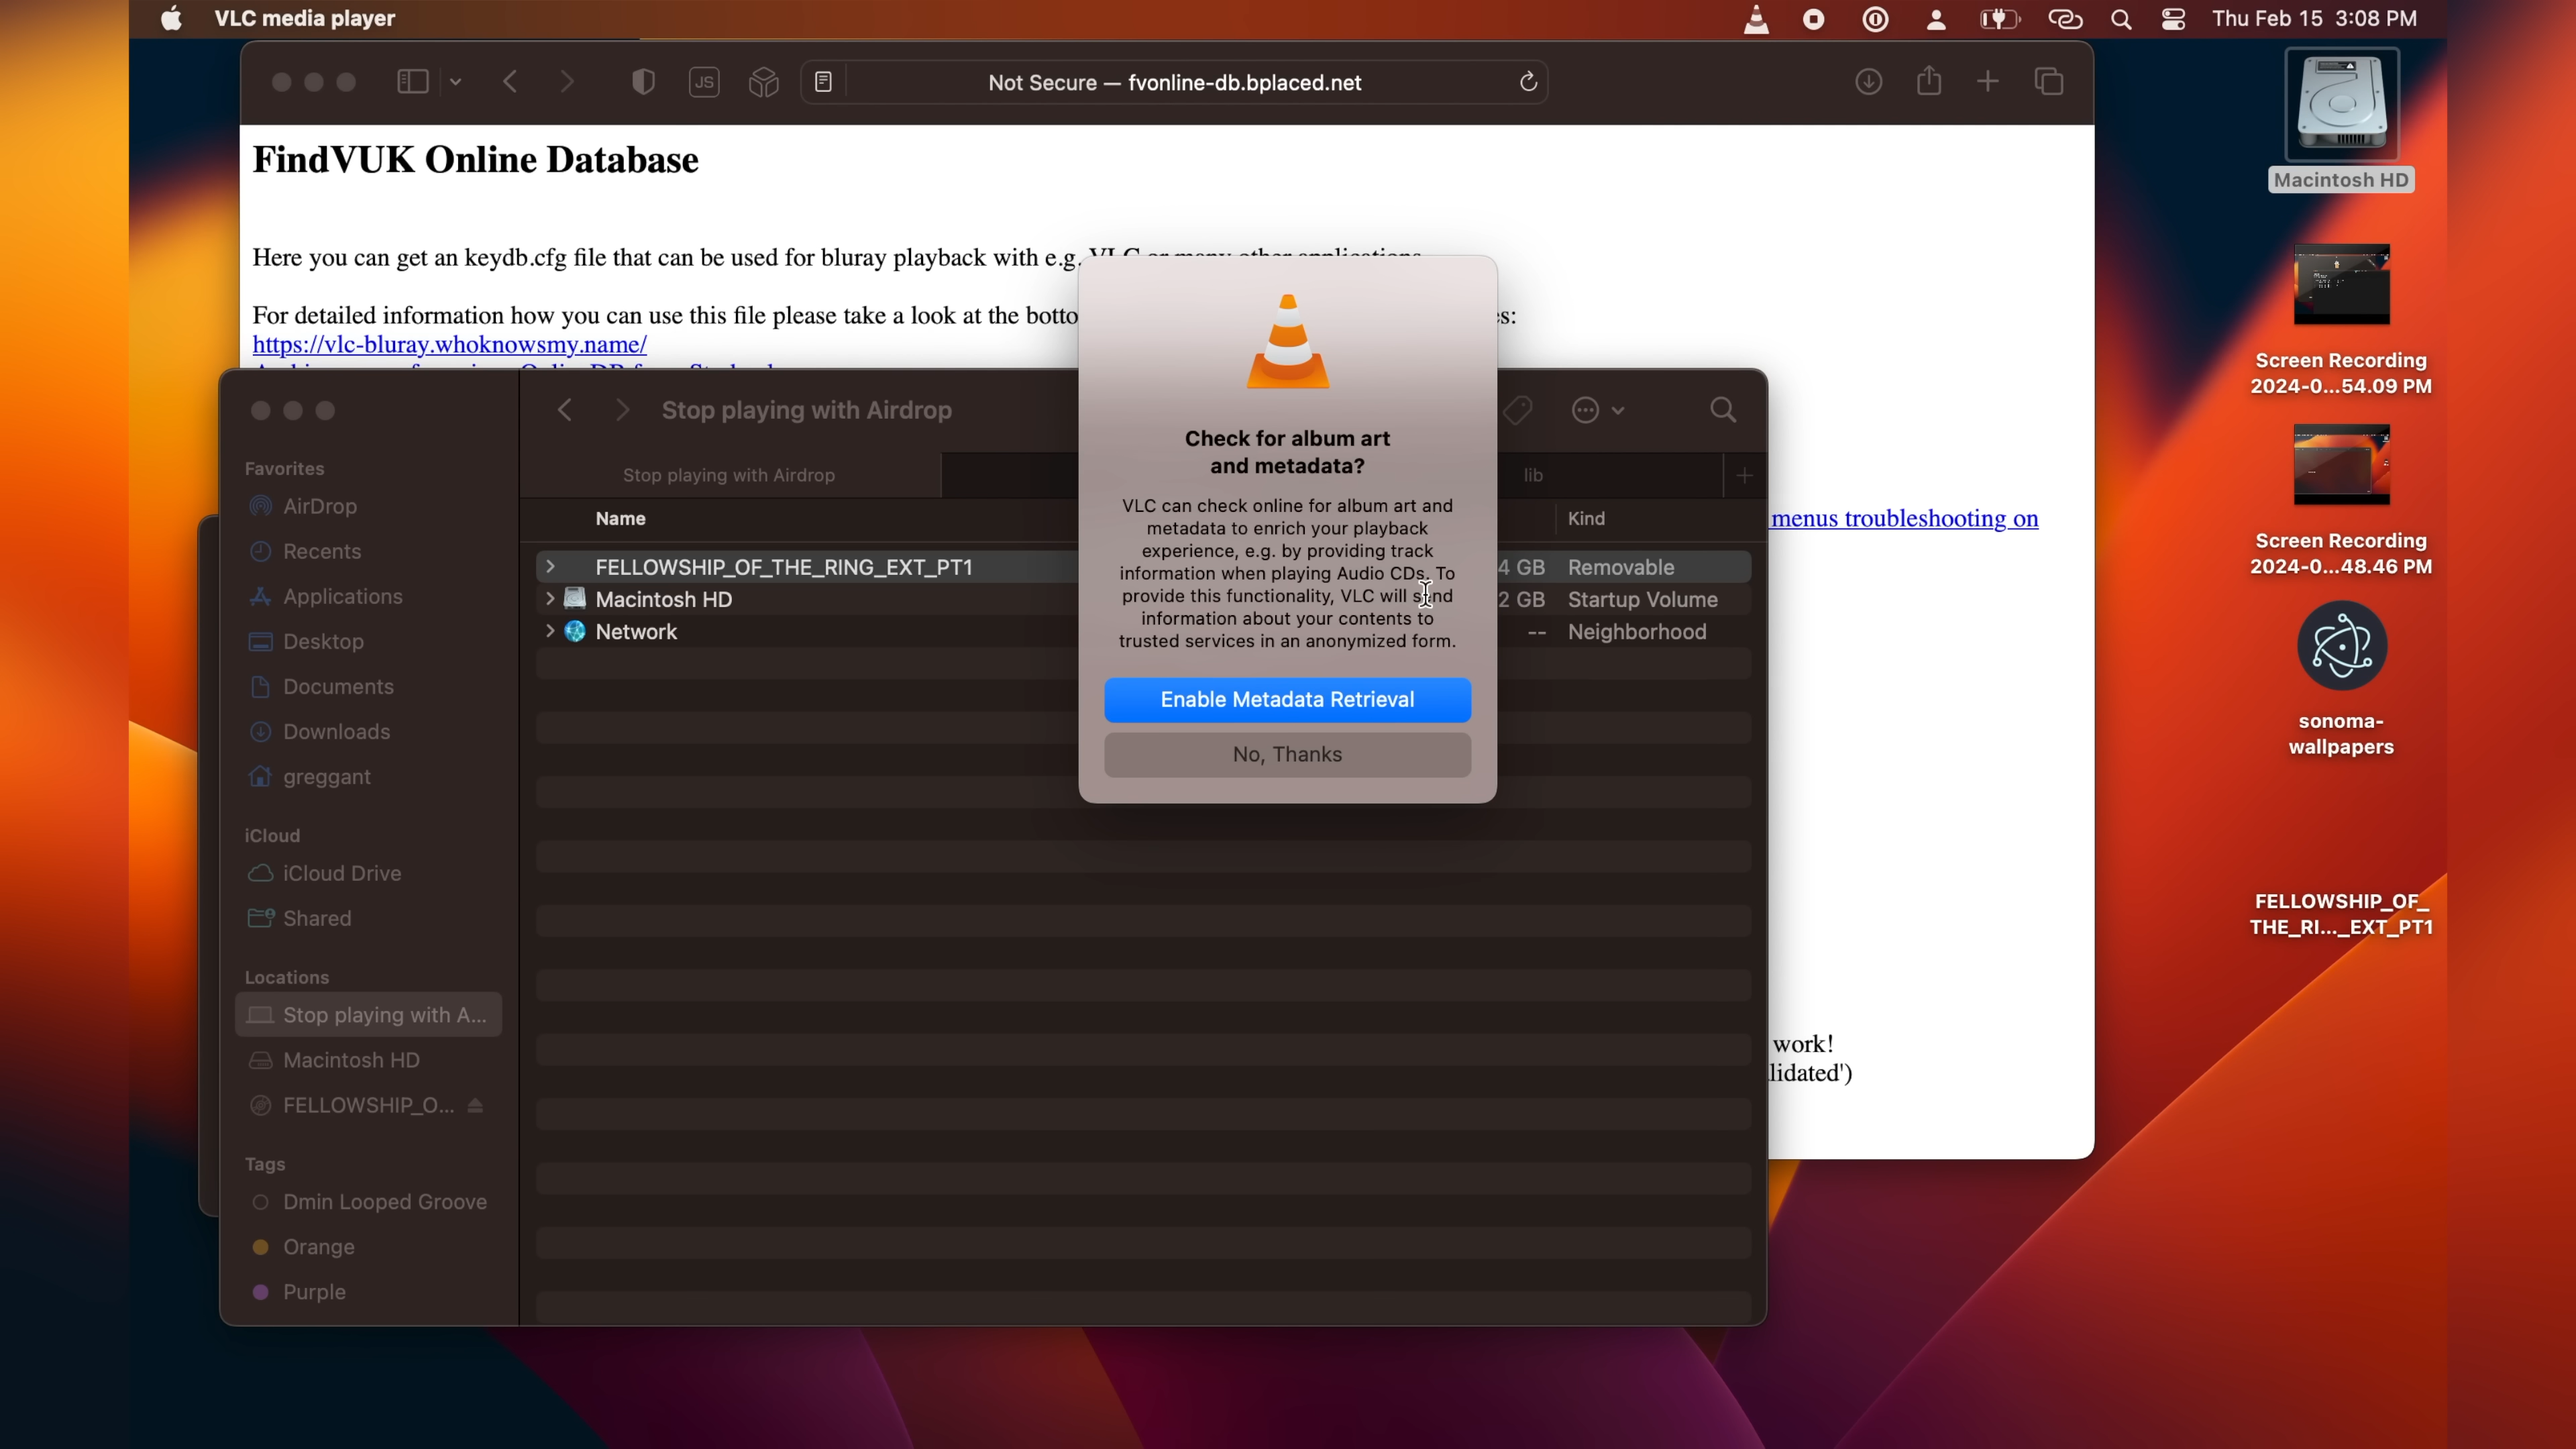 VLC media player
Thu Feb 15 3:08 PM
JS
Not Secure — fvonline-db.bplaced.net
FindVUK Online Database
Here you can get an keydb.cfg file that can be used for bluray playback with e.g. VLC or many other applications
For detailed information how you can use this file please take a look at the botto
s:
https://vlc-bluray.whoknowsmy.name/
menus troubleshooting on
work!
lidated')
Stop playing with Airdrop
Stop playing with Airdrop
lib
Name
Kind
FELLOWSHIP_OF_THE_RING_EXT_PT1
4 GB Removable
Macintosh HD
2 GB Startup Volume
Network
-- Neighborhood
Favorites
AirDrop
Recents
Applications
Desktop
Documents
Downloads
greggant
iCloud
iCloud Drive
Shared
Locations
Stop playing with A...
Macintosh HD
FELLOWSHIP_O...
Tags
Dmin Looped Groove
Orange
Purple
Check for album art
and metadata?
VLC can check online for album art and
metadata to enrich your playback
experience, e.g. by providing track
information when playing Audio CDs. To
provide this functionality, VLC will send
information about your contents to
trusted services in an anonymized form.
Enable Metadata Retrieval
No, Thanks
Macintosh HD
Screen Recording
2024-0...54.09 PM
Screen Recording
2024-0...48.46 PM
sonoma-
wallpapers
FELLOWSHIP_OF_
THE_RI..._EXT_PT1